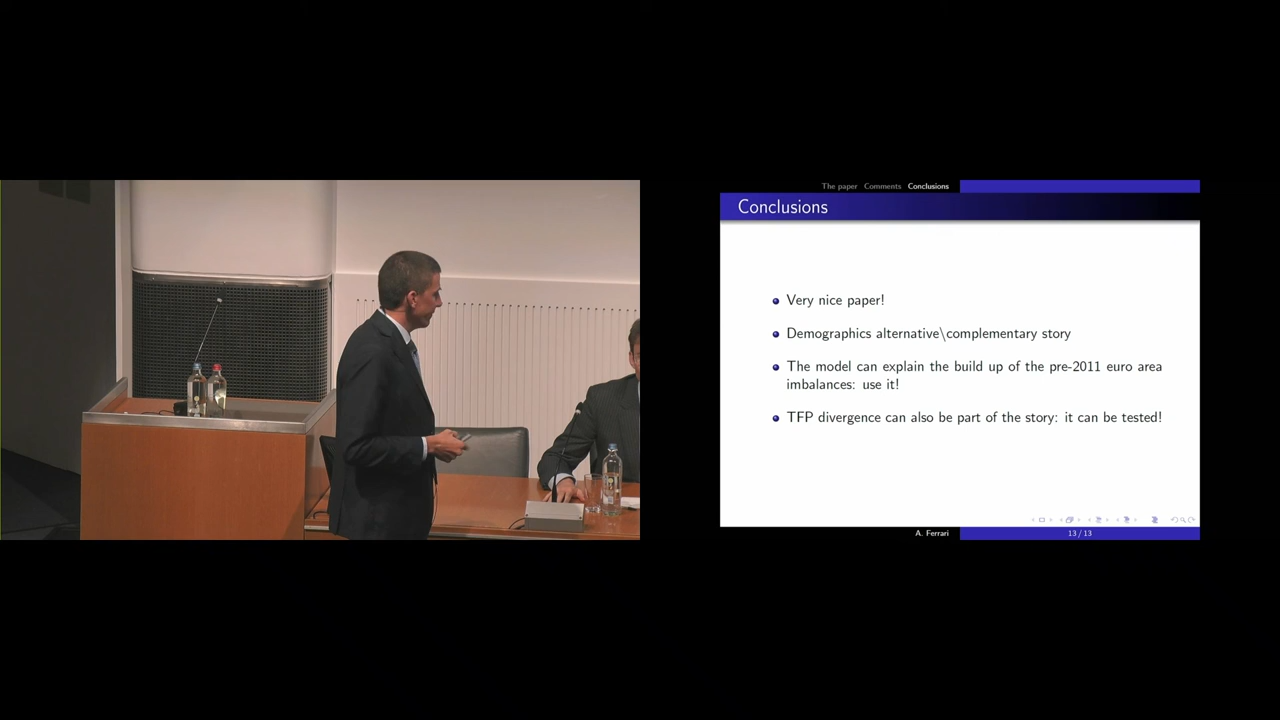 The paper Comments Conclusions
Conclusions
Very nice paper!
Demographics alternative\complementary story
The model can explain the build up of the pre-2011 euro area
imbalances: use it!
TFP divergence can also be part of the story: it can be tested!
A. Ferrari
13 / 13